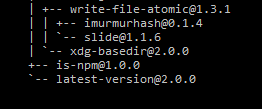 | +-- write-file-atomic@1.3.1
| | +-- imurmurhash@0.1.4
| | `-- slide@1.1.6
| `-- xdg-basedir@2.0.0
+-- is-npm@1.0.0
`-- latest-version@2.0.0